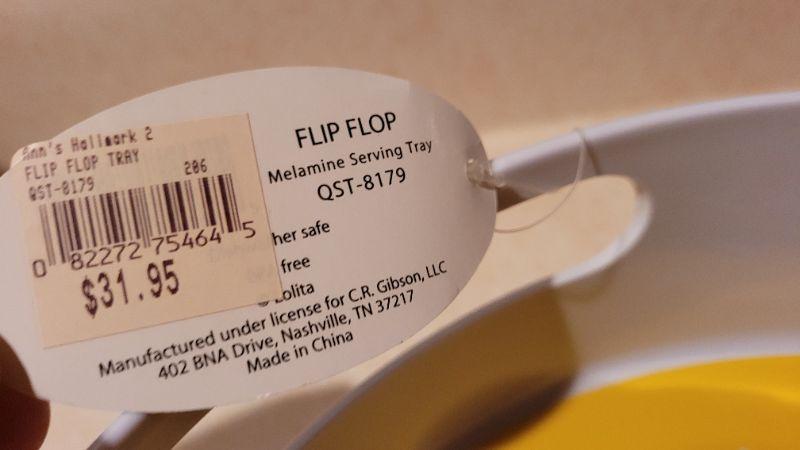 Ann's Hallmark 2
FLIP FLOP TRAY
206
QST-8179
0 82272 75464 5
$31.95
FLIP FLOP
Melamine Serving Tray
QST-8179
her safe
free
olita
Manufactured under license for C.R. Gibson, LLC
402 BNA Drive, Nashville, TN 37217
Made in China